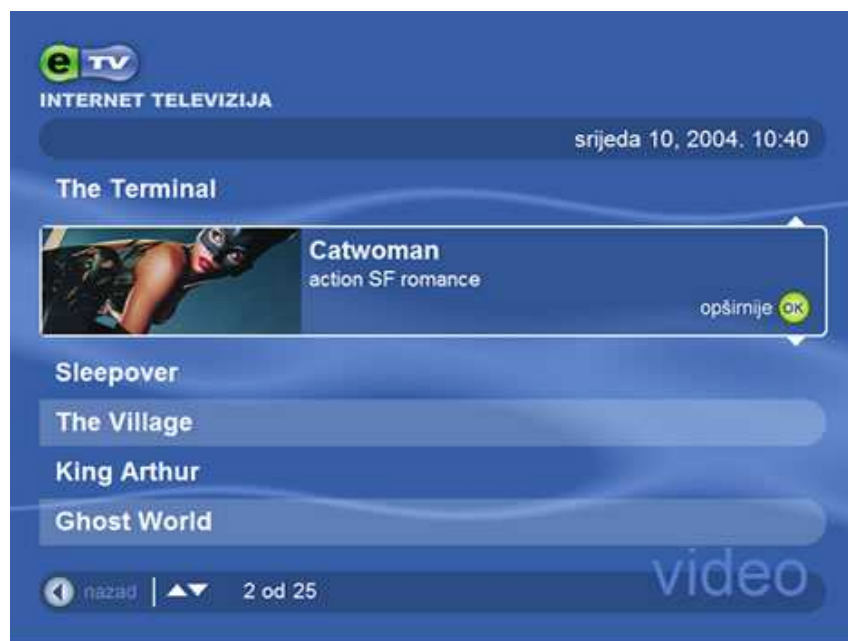 e TV
INTERNET TELEVIZIJA
srijeda 10, 2004. 10:40
The Terminal
Catwoman
action SF romance
opširnije OK
Sleepover
The Village
King Arthur
Ghost World
video
nazad 2 od 25